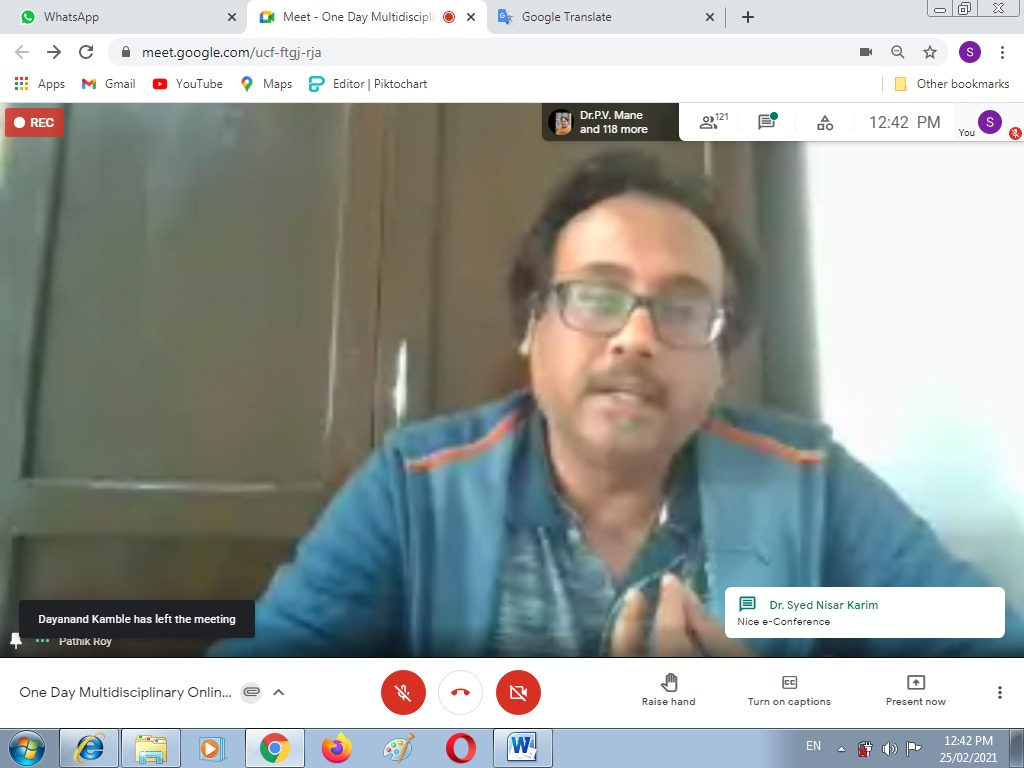 WhatsApp
Meet - One Day Multidiscipl
Google Translate
meet.google.com/ucf-ftgj-rja
S
Apps
Gmail
YouTube
Maps
Editor | Piktochart
Other bookmarks
REC
Dr.P.V. Mane
and 118 more
121
12:42 PM
You
S
Dayanand Kamble has left the meeting
Pathik Roy
Dr. Syed Nisar Karim
Nice e-Conference
One Day Multidisciplinary Onlin...
Raise hand
CC
Turn on captions
Present now
EN
12:42 PM
25/02/2021